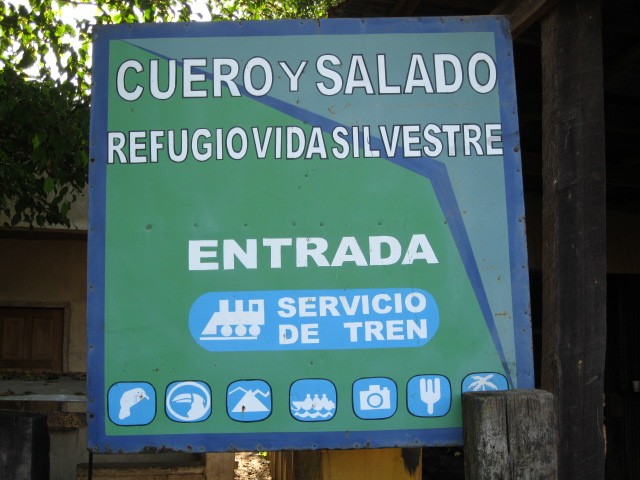 CUERO Y SALADO
REFUGIO VIDA SILVESTRE
ENTRADA
SERVICIO
DE TREN